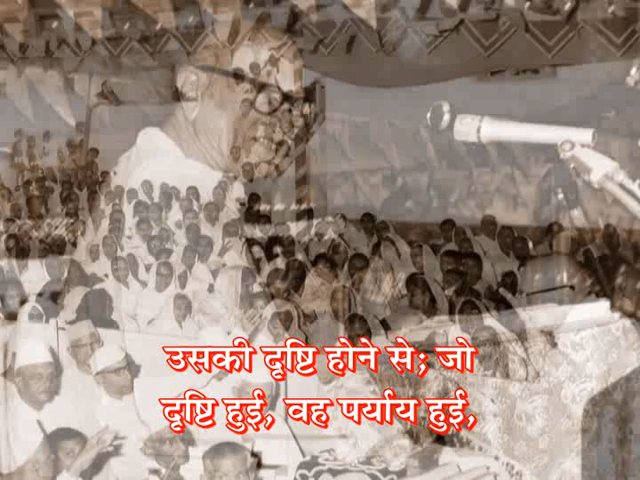 उसकी दृष्टि होने से; जो
दृष्टि हुई, वह पर्याय हुई,